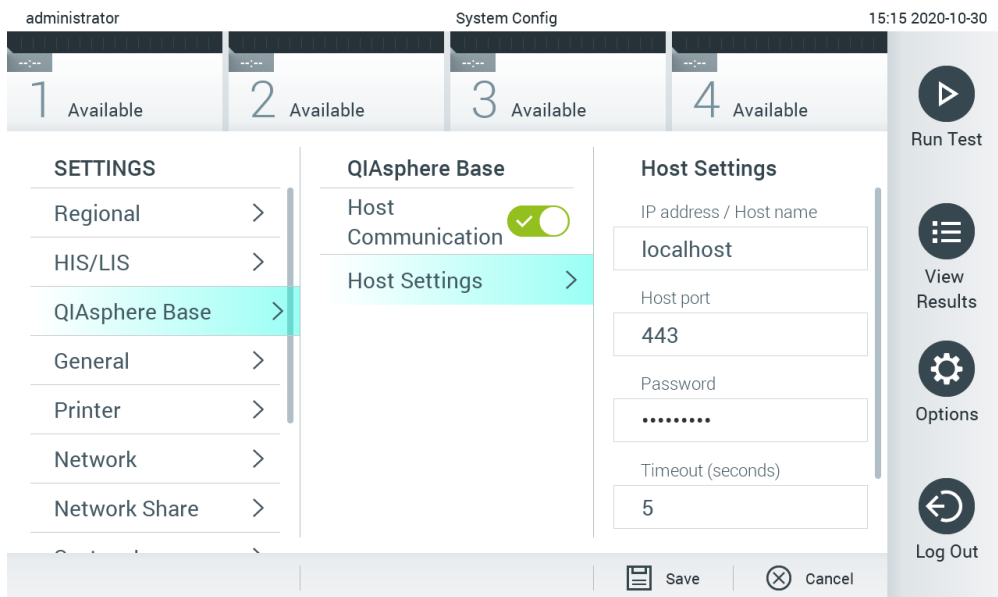 administrator
System Config
15:15 2020-10-30
--:--
--:--
--:--
--:--
1 Available
2 Available
3 Available
4 Available
Run Test
View
Results
Options
Log Out
SETTINGS
Regional
HIS/LIS
QIAsphere Base
General
Printer
Network
Network Share
QIAsphere Base
Host
Communication
Host Settings
Host Settings
IP address / Host name
localhost
Host port
443
Password
•••••••••
Timeout (seconds)
5
Save
Cancel